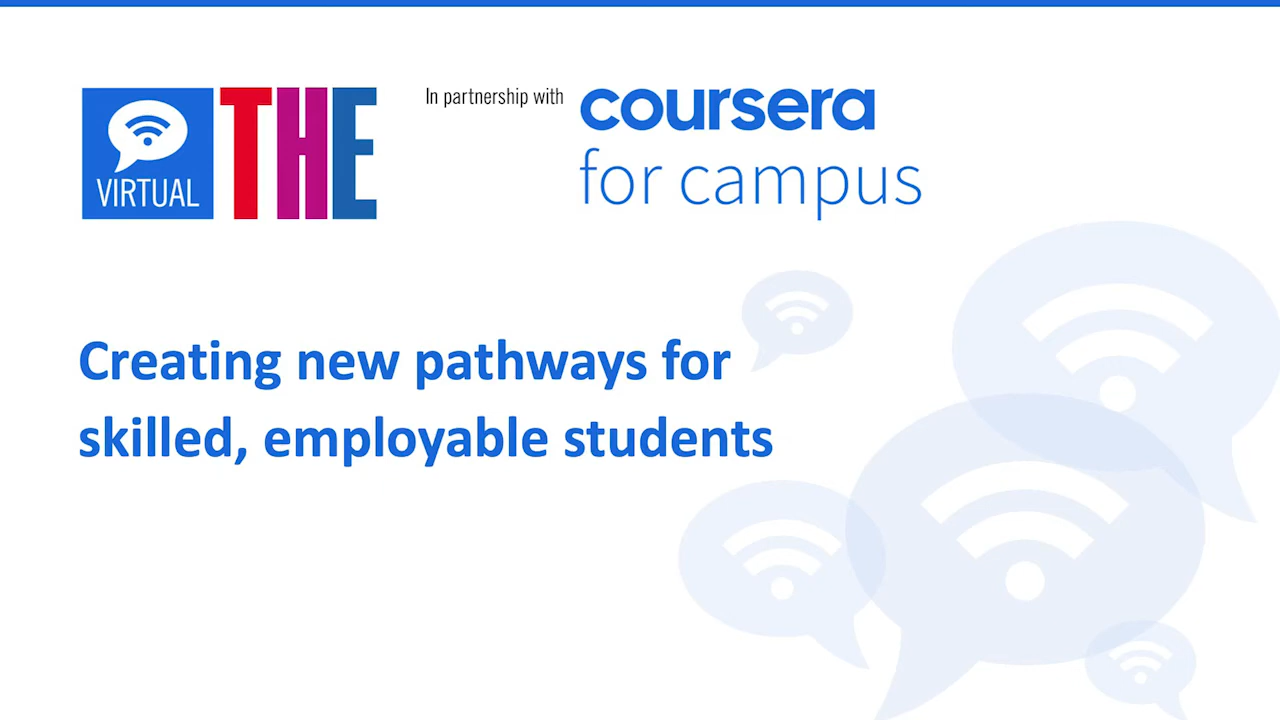 VIRTUAL
THE
In partnership with
coursera
for campus
Creating new pathways for
skilled, employable students